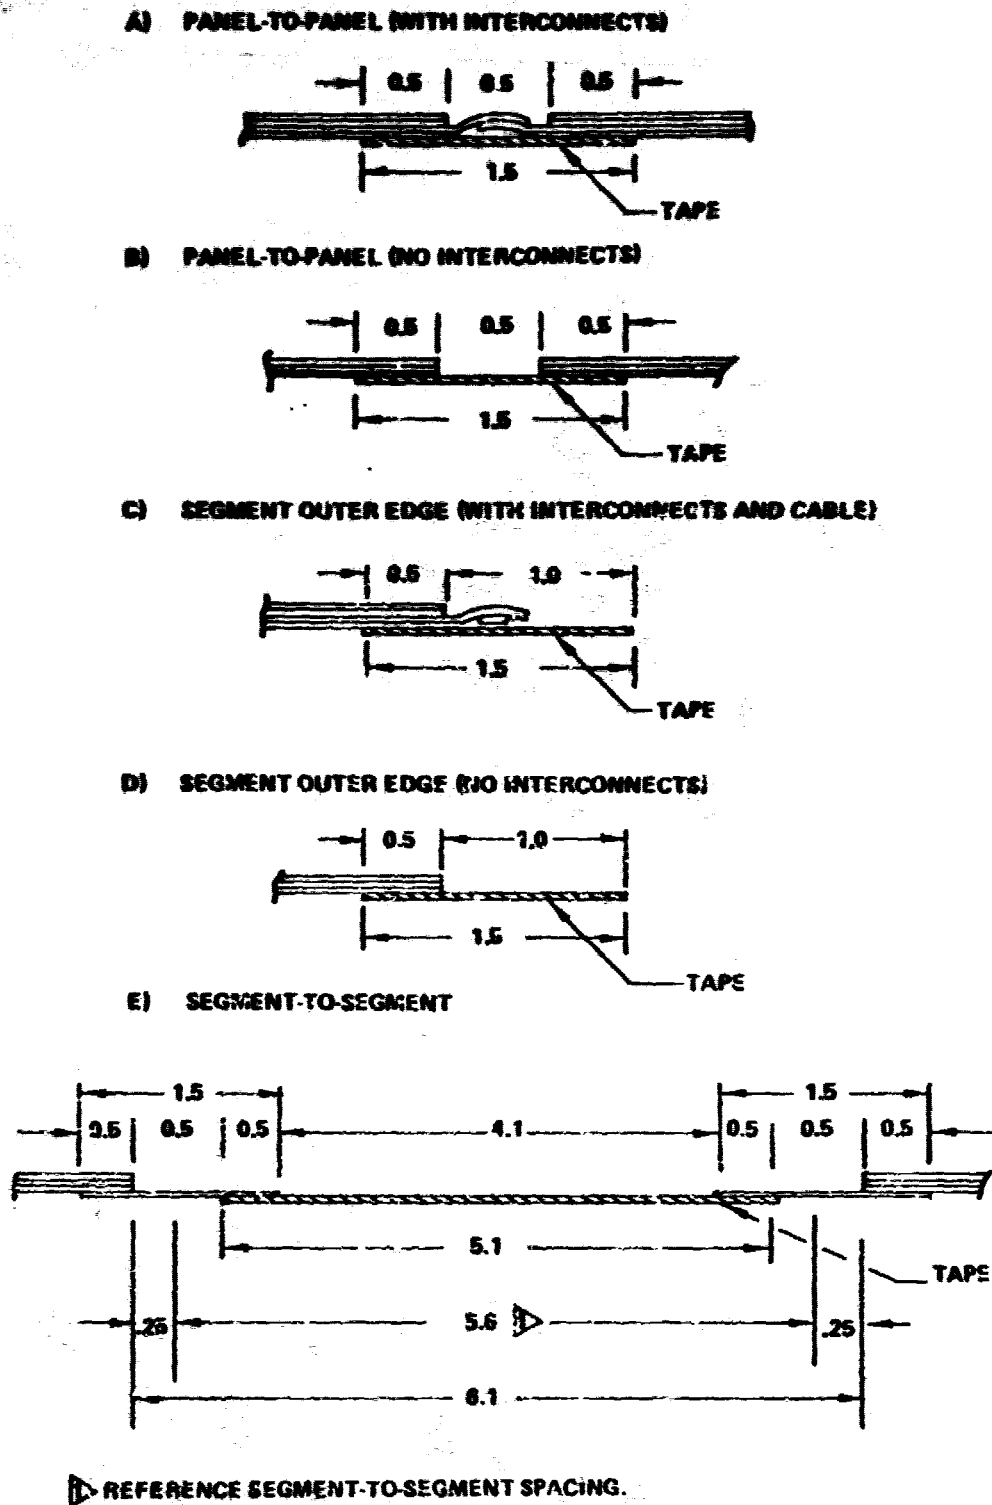 A) PANEL-TO-PANEL (WITH INTERCONNECTS)
0.5 0.5 0.5
1.5
TAPE
B) PANEL-TO-PANEL (NO INTERCONNECTS)
0.5 0.5 0.5
1.5
TAPE
C) SEGMENT OUTER EDGE (WITH INTERCONNECTS AND CABLE)
0.5 1.0
1.5
TAPE
D) SEGMENT OUTER EDGE (NO INTERCONNECTS)
0.5 1.0
1.5
TAPE
E) SEGMENT-TO-SEGMENT
1.5 1.5
0.5 0.5 0.5 4.1 0.5 0.5 0.5
5.1
TAPE
.25 5.6 .25
6.1
REFERENCE SEGMENT-TO-SEGMENT SPACING.